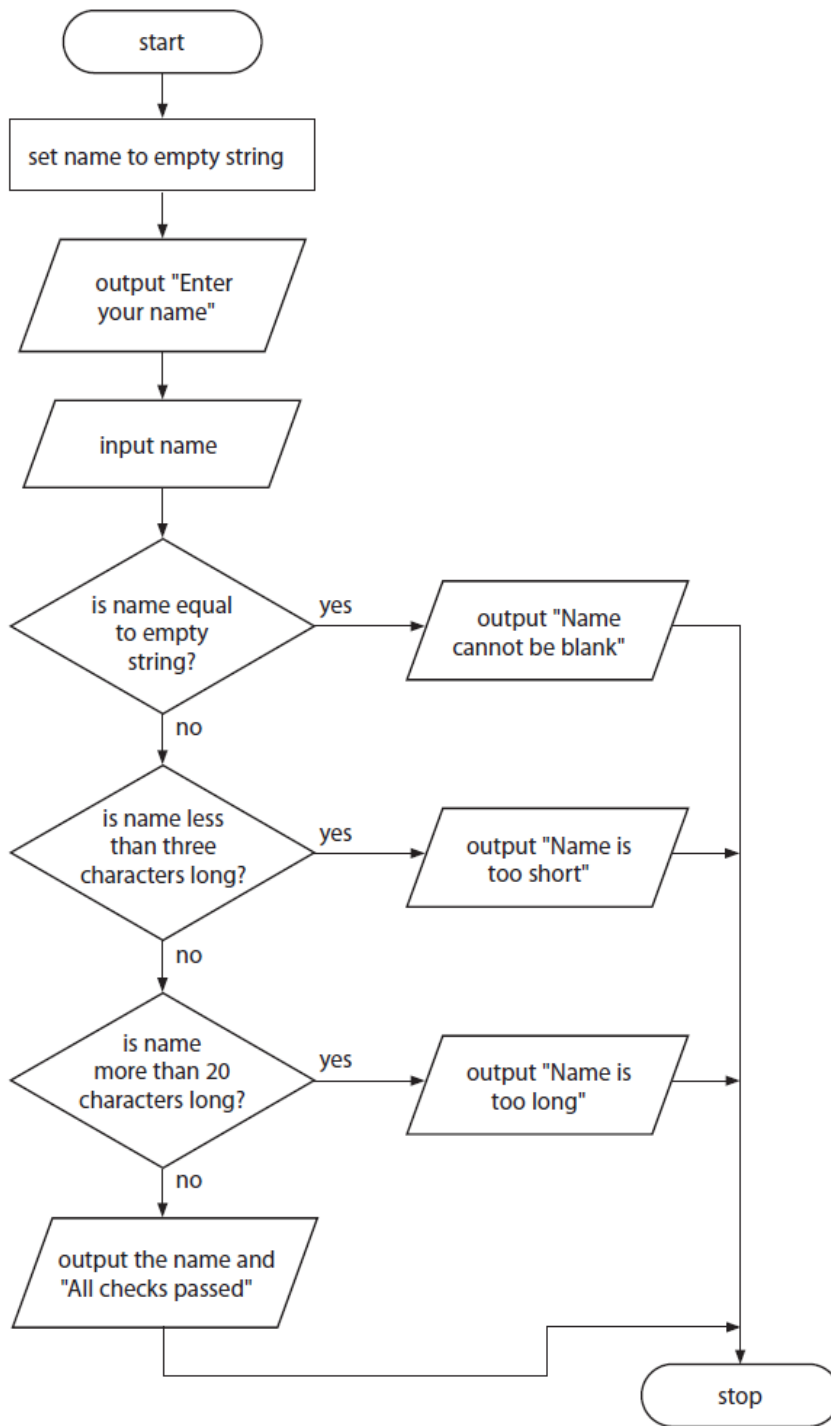 start
set name to empty string
output "Enter
your name"
input name
is name equal
to empty
string?
yes
output "Name
cannot be blank"
no
is name less
than three
characters long?
yes
output "Name is
too short"
no
is name
more than 20
characters long?
yes
output "Name is
too long"
no
output the name and
"All checks passed"
stop